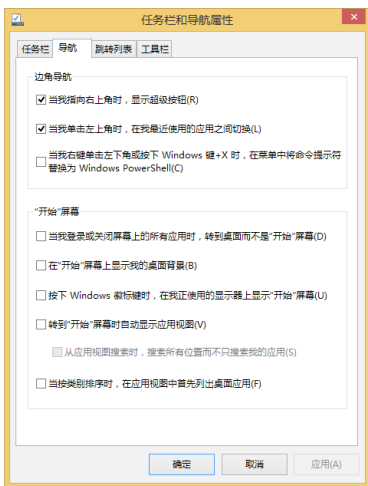 任务栏和导航属性
任务栏 导航 跳转列表 工具栏
边角导航
当我指向右上角时，显示超级按钮(R)
当我单击左上角时，在我最近使用的应用之间切换(L)
当我右键单击左下角或按下 Windows 键+X 时，在菜单中将命令提示符
替换为 Windows PowerShell(C)
"开始"屏幕
当我登录或关闭屏幕上的所有应用时，转到桌面而不是"开始"屏幕(D)
在"开始"屏幕上显示我的桌面背景(B)
按下 Windows 徽标键时，在我正使用的显示器上显示"开始"屏幕(U)
转到"开始"屏幕时自动显示应用视图(V)
从应用视图搜索时，搜索所有位置而不只搜索我的应用(S)
当按类别排序时，在应用视图中首先列出桌面应用(F)
确定 取消 应用(A)